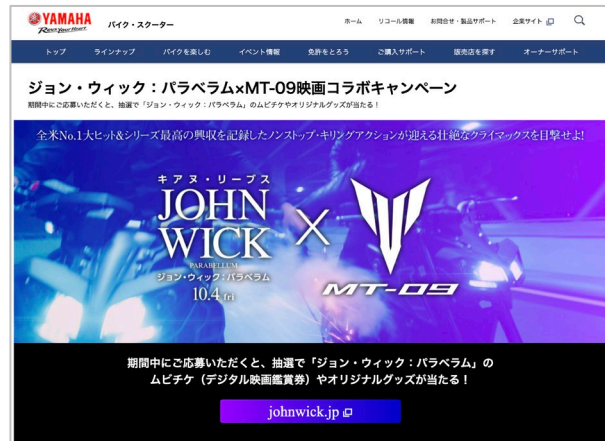 YAMAHA
Revs Your Heart
バイク・スクーター
ホーム リコール情報 お問合せ・製品サポート 企業サイト
トップ ラインナップ バイクを楽しむ イベント情報 免許をとろう ご購入サポート 販売店を探す オーナーサポート
ジョン・ウィック：パラベラム×MT-09映画コラボキャンペーン
期間中にご応募いただくと、抽選で「ジョン・ウィック：パラベラム」のムビチケやオリジナルグッズが当たる！
全米No.1大ヒット&シリーズ最高の興収を記録したノンストップ・キリングアクションが迎える壮絶なクライマックスを目撃せよ!
キアヌ・リーブス
JOHN
WICK
PARABELLUM
ジョン・ウィック：パラベラム
10.4 fri
×
MT-09
期間中にご応募いただくと、抽選で「ジョン・ウィック：パラベラム」の
ムビチケ（デジタル映画鑑賞券）やオリジナルグッズが当たる！
johnwick.jp